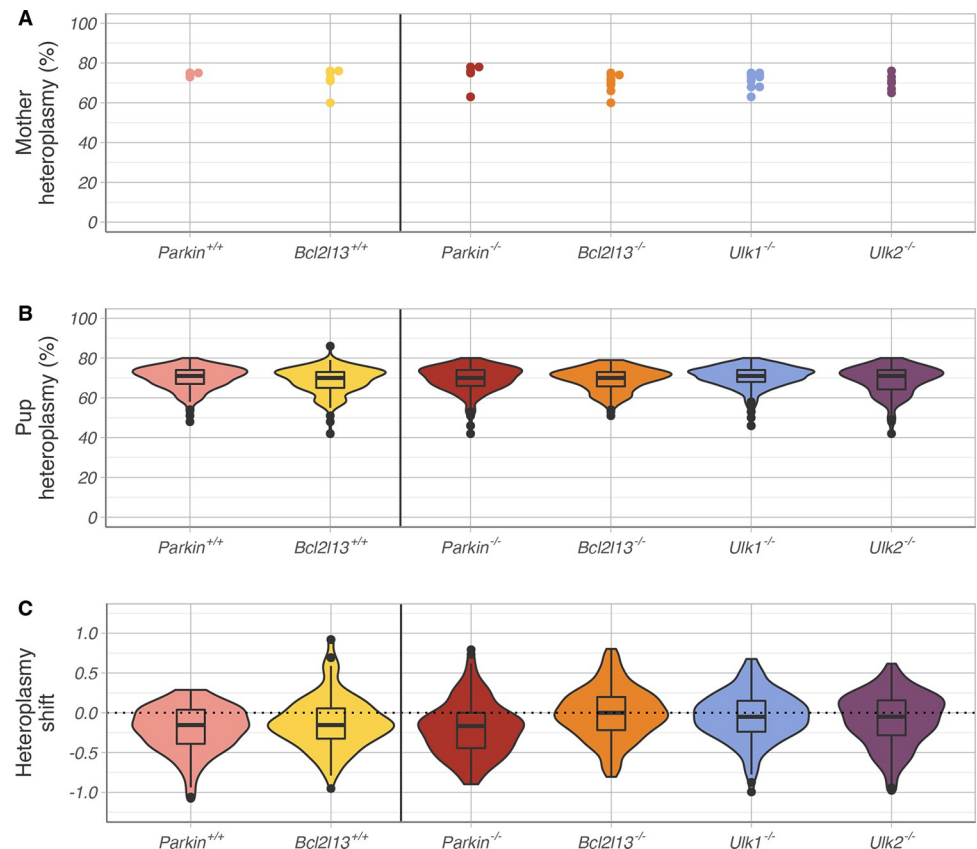 A
Mother
heteroplasmy (%)
100
80
60
40
20
0
Parkin+/+ Bcl2l13+/+ Parkin-/- Bcl2l13-/- Ulk1-/- Ulk2-/-
B
Pup
heteroplasmy (%)
100
80
60
40
20
0
Parkin+/+ Bcl2l13+/+ Parkin-/- Bcl2l13-/- Ulk1-/- Ulk2-/-
C
Heteroplasmy
shift
1.0
0.5
0.0
-0.5
-1.0
Parkin+/+ Bcl2l13+/+ Parkin-/- Bcl2l13-/- Ulk1-/- Ulk2-/-